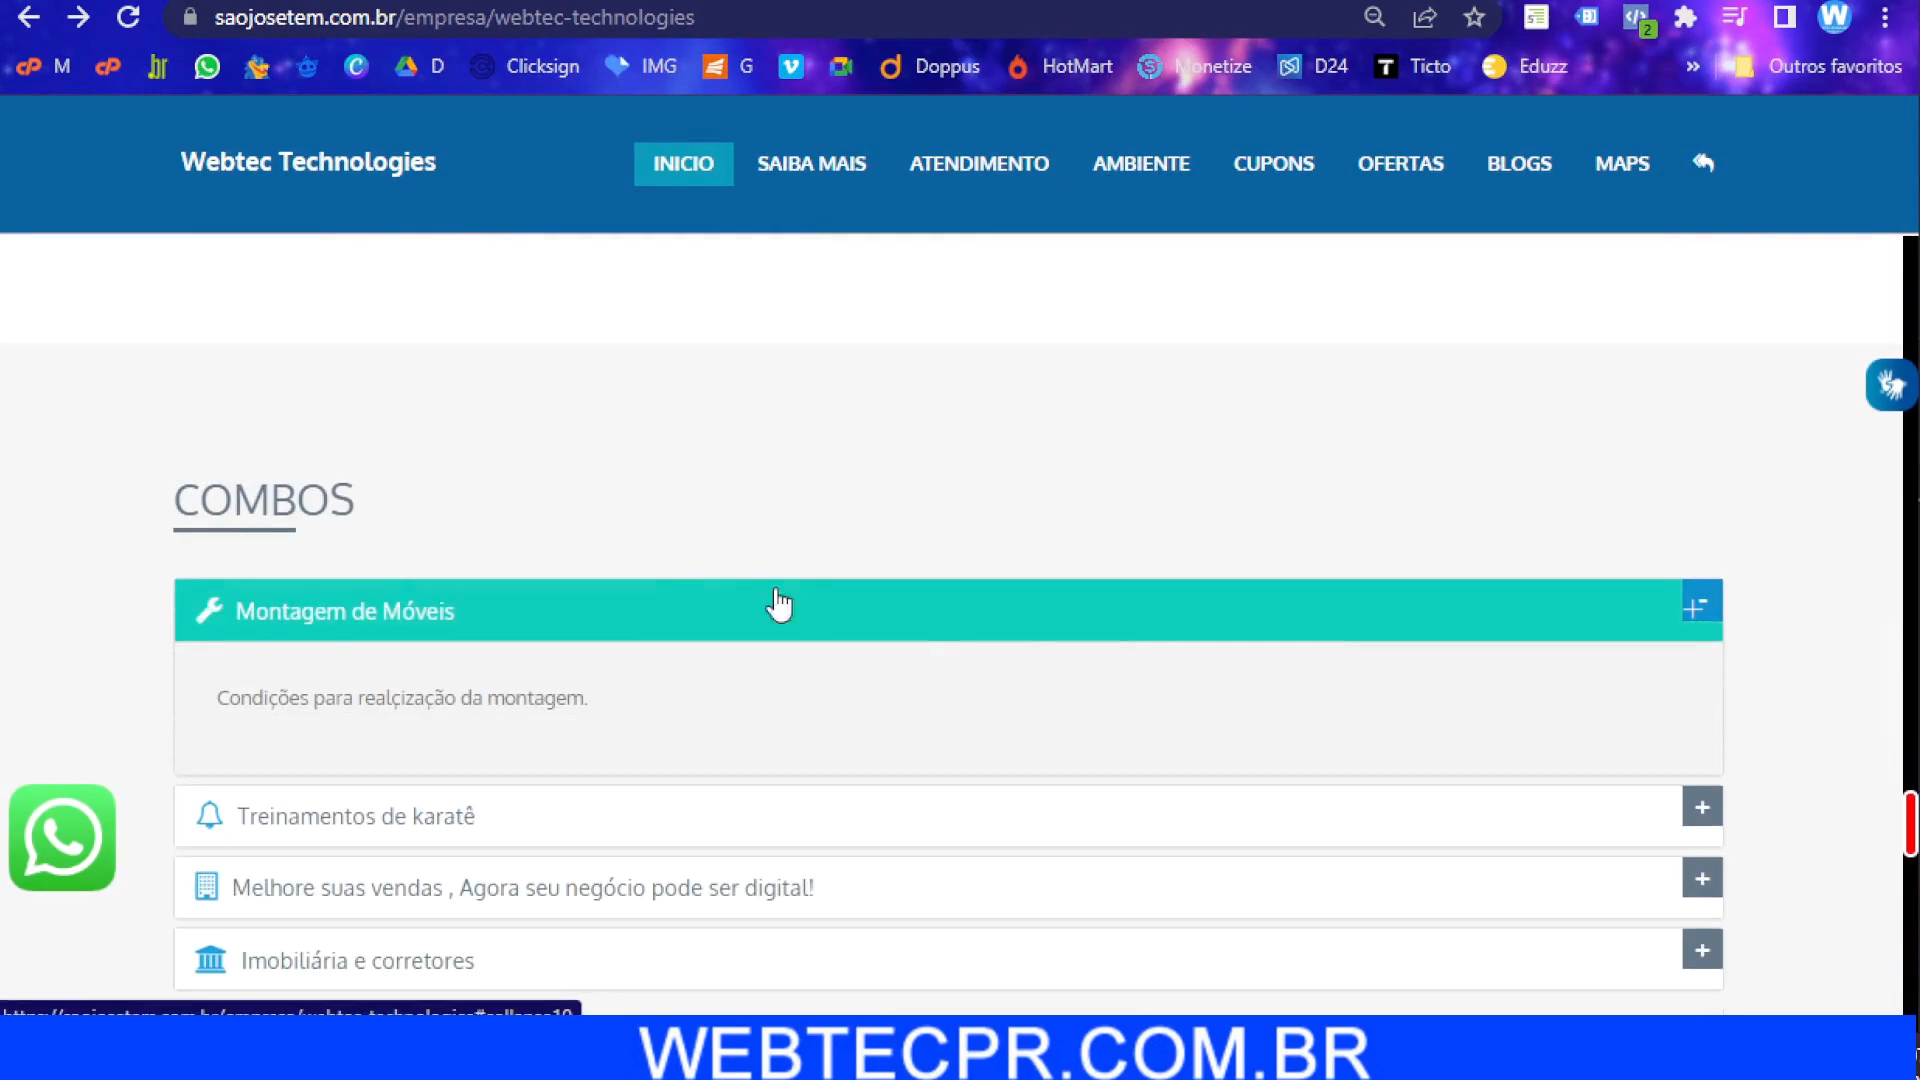 saojosetem.com.br/empresa/webtec-technologies
2
W
M
.br
D
Clicksign
IMG
G
Doppus
HotMart
Monetize
D24
T Ticto
Eduzz
»
Outros favoritos
Webtec Technologies
INICIO SAIBA MAIS ATENDIMENTO AMBIENTE CUPONS OFERTAS BLOGS MAPS
COMBOS
Montagem de Móveis
Condições para realçização da montagem.
Treinamentos de karatê
+
Melhore suas vendas , Agora seu negócio pode ser digital!
+
Imobiliária e corretores
+
WEBTECPR.COM.BR